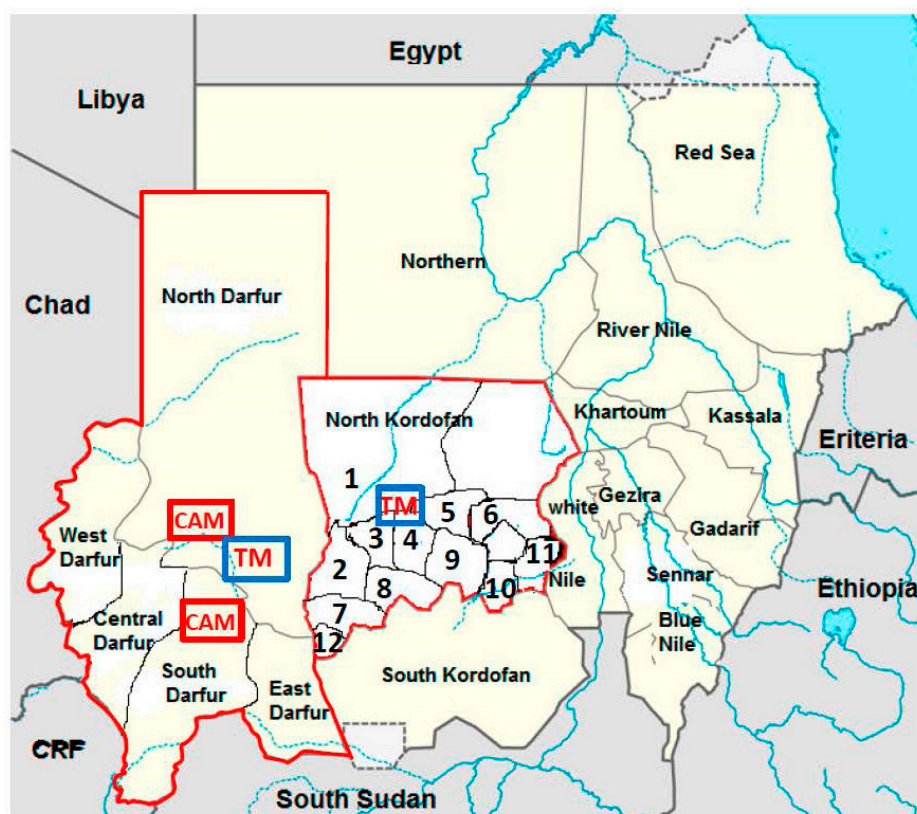 Egypt
Libya
Red Sea
Northern
North Darfur
Chad
River Nile
North Kordofan
Khartoum
Kassala
Eriteria
1
TM
5
6
white
Gezira
CAM
West
Darfur
TM
3
4
Gadarif
2
9
11
8
10
Nile
Sennar
Ethiopia
CAM
7
Central
Darfur
12
Blue
Nile
South
Darfur
East
Darfur
South Kordofan
CRF
South Sudan